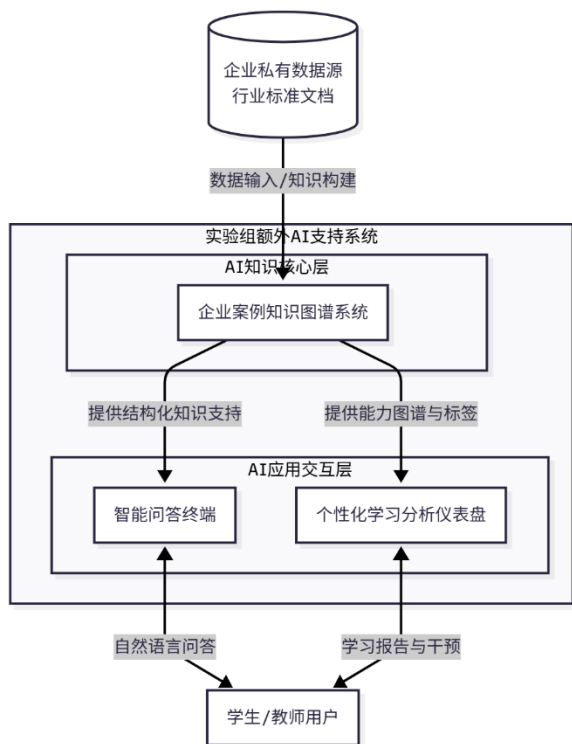 企业私有数据源
行业标准文档
数据输入/知识构建
实验组额外AI支持系统
AI知识核心层
企业案例知识图谱系统
提供结构化知识支持
提供能力图谱与标签
AI应用交互层
智能问答终端
个性化学习分析仪表盘
自然语言问答
学习报告与干预
学生/教师用户